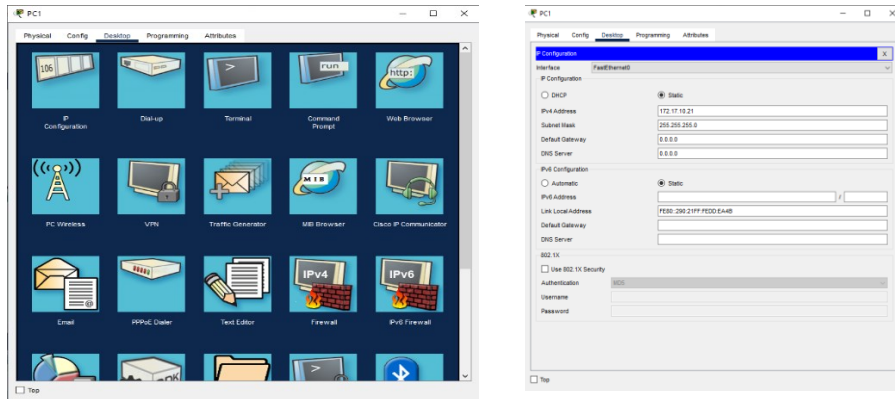 PC1
Physical Config Desktop Programming Attributes
106
>
run
http:
IP Configuration
Dial-up
Terminal
Command Prompt
Web Browser
MIB
PC Wireless
VPN
Traffic Generator
MIB Browser
Cisco IP Communicator
IPv4
IPv6
Email
PPPoE Dialer
Text Editor
Firewall
IPv6 Firewall
>
Top
PC1
Physical Config Desktop Programming Attributes
IP Configuration X
Interface FastEthernet0
IP Configuration
DHCP Static
IPv4 Address 172.17.10.21
Subnet Mask 255.255.255.0
Default Gateway 0.0.0.0
DNS Server 0.0.0.0
IPv6 Configuration
Automatic Static
IPv6 Address /
Link Local Address FE80::290:21FF:FEDD:EA4B
Default Gateway
DNS Server
802.1X
Use 802.1X Security
Authentication MD5
Username
Password
Top